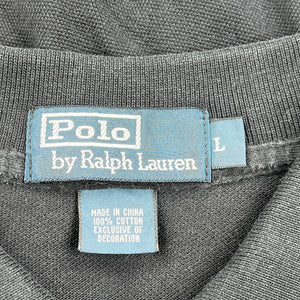 Polo
by Ralph Lauren
L
MADE IN CHINA
100% COTTON
EXCLUSIVE OF
DECORATION